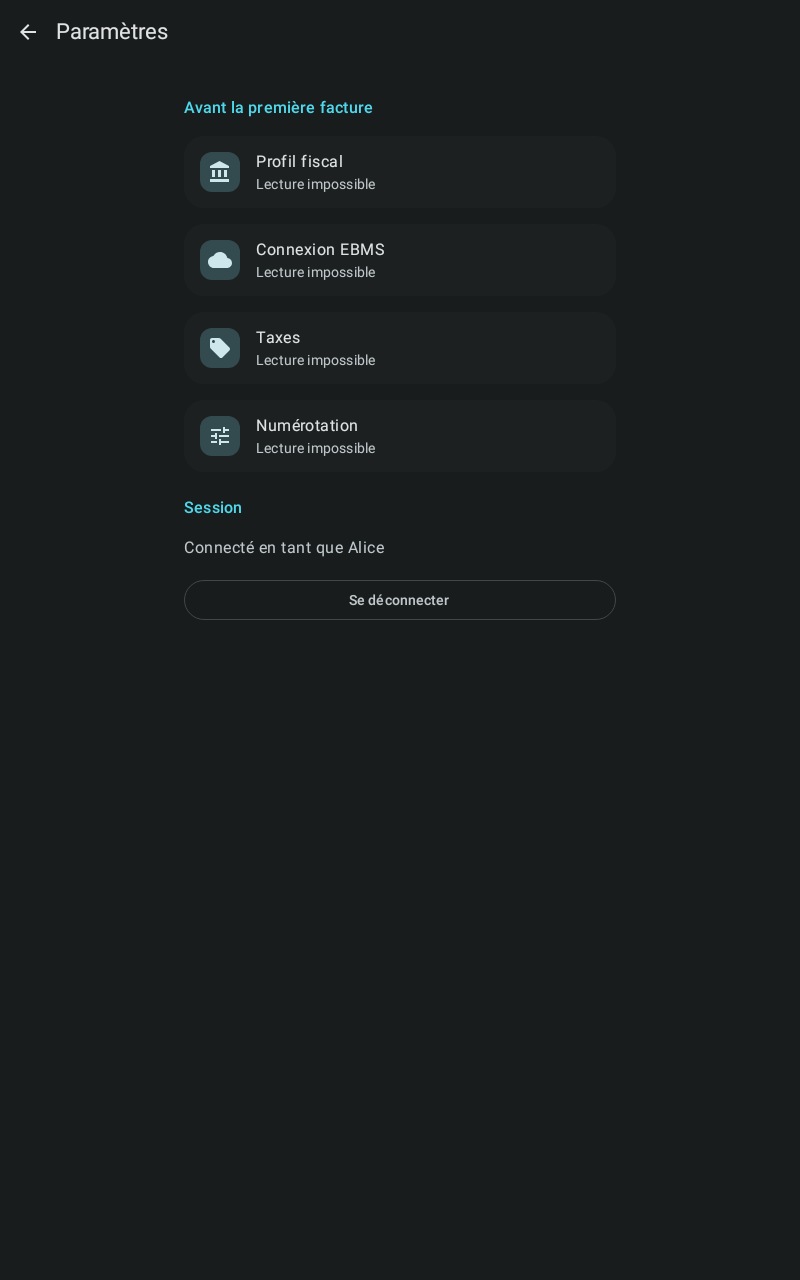 Paramètres
Avant la première facture
Profil fiscal
Lecture impossible
Connexion EBMS
Lecture impossible
Taxes
Lecture impossible
Numérotation
Lecture impossible
Session
Connecté en tant que Alice
Se déconnecter